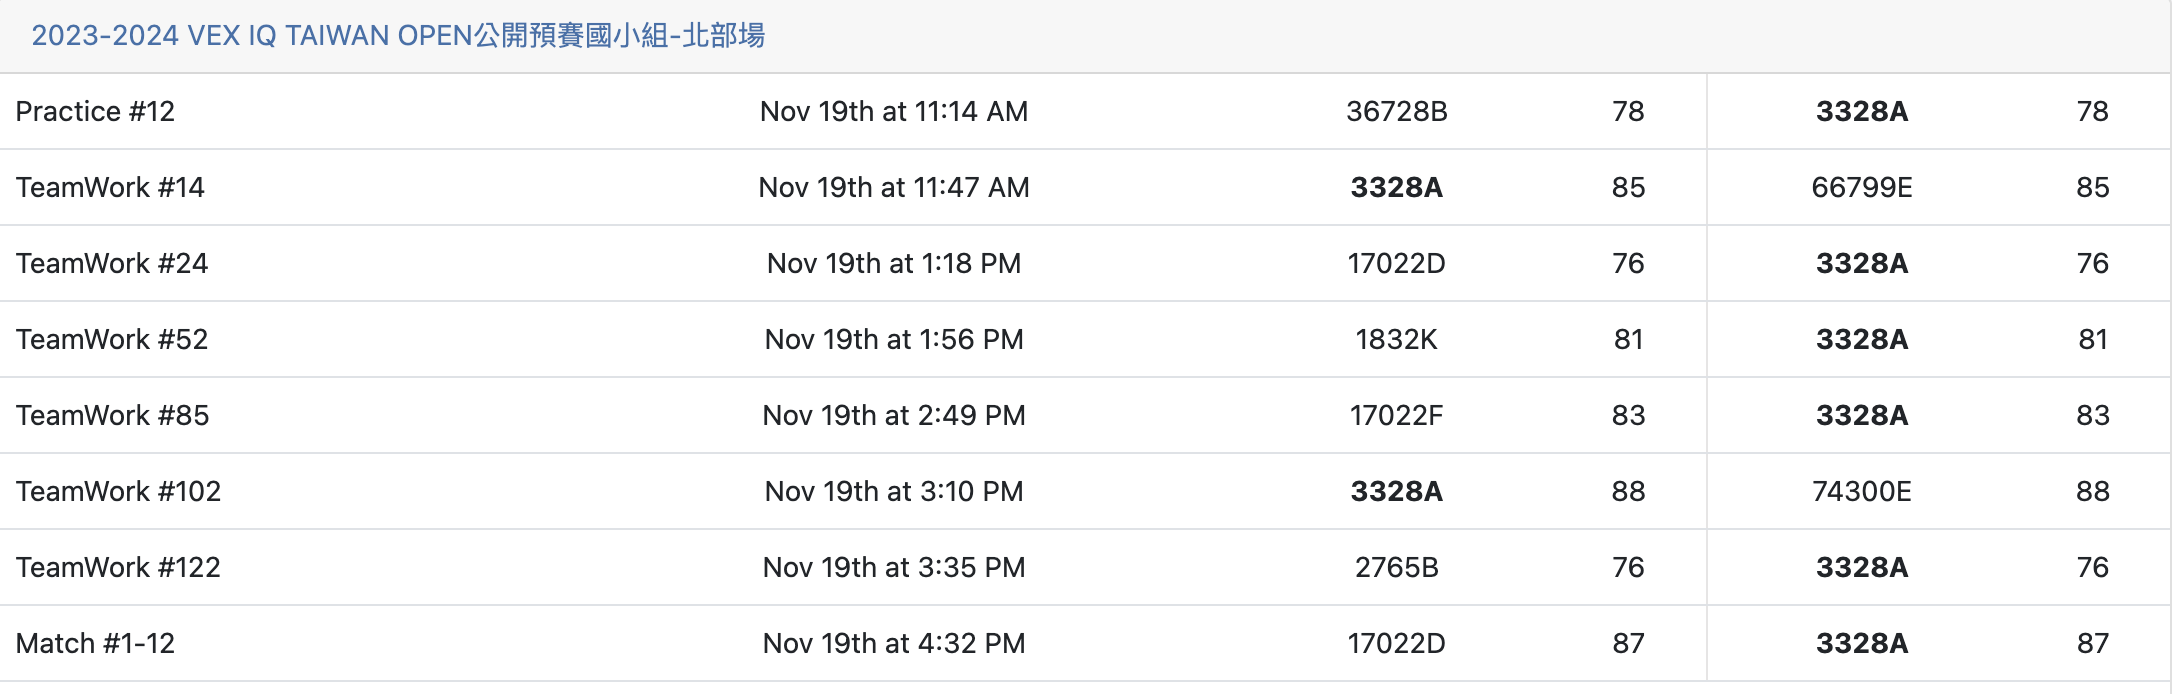 2023-2024 VEX IQ TAIWAN OPEN公開預賽國小組-北部場
Practice #12 Nov 19th at 11:14 AM 36728B 78 3328A 78
TeamWork #14 Nov 19th at 11:47 AM 3328A 85 66799E 85
TeamWork #24 Nov 19th at 1:18 PM 17022D 76 3328A 76
TeamWork #52 Nov 19th at 1:56 PM 1832K 81 3328A 81
TeamWork #85 Nov 19th at 2:49 PM 17022F 83 3328A 83
TeamWork #102 Nov 19th at 3:10 PM 3328A 88 74300E 88
TeamWork #122 Nov 19th at 3:35 PM 2765B 76 3328A 76
Match #1-12 Nov 19th at 4:32 PM 17022D 87 3328A 87